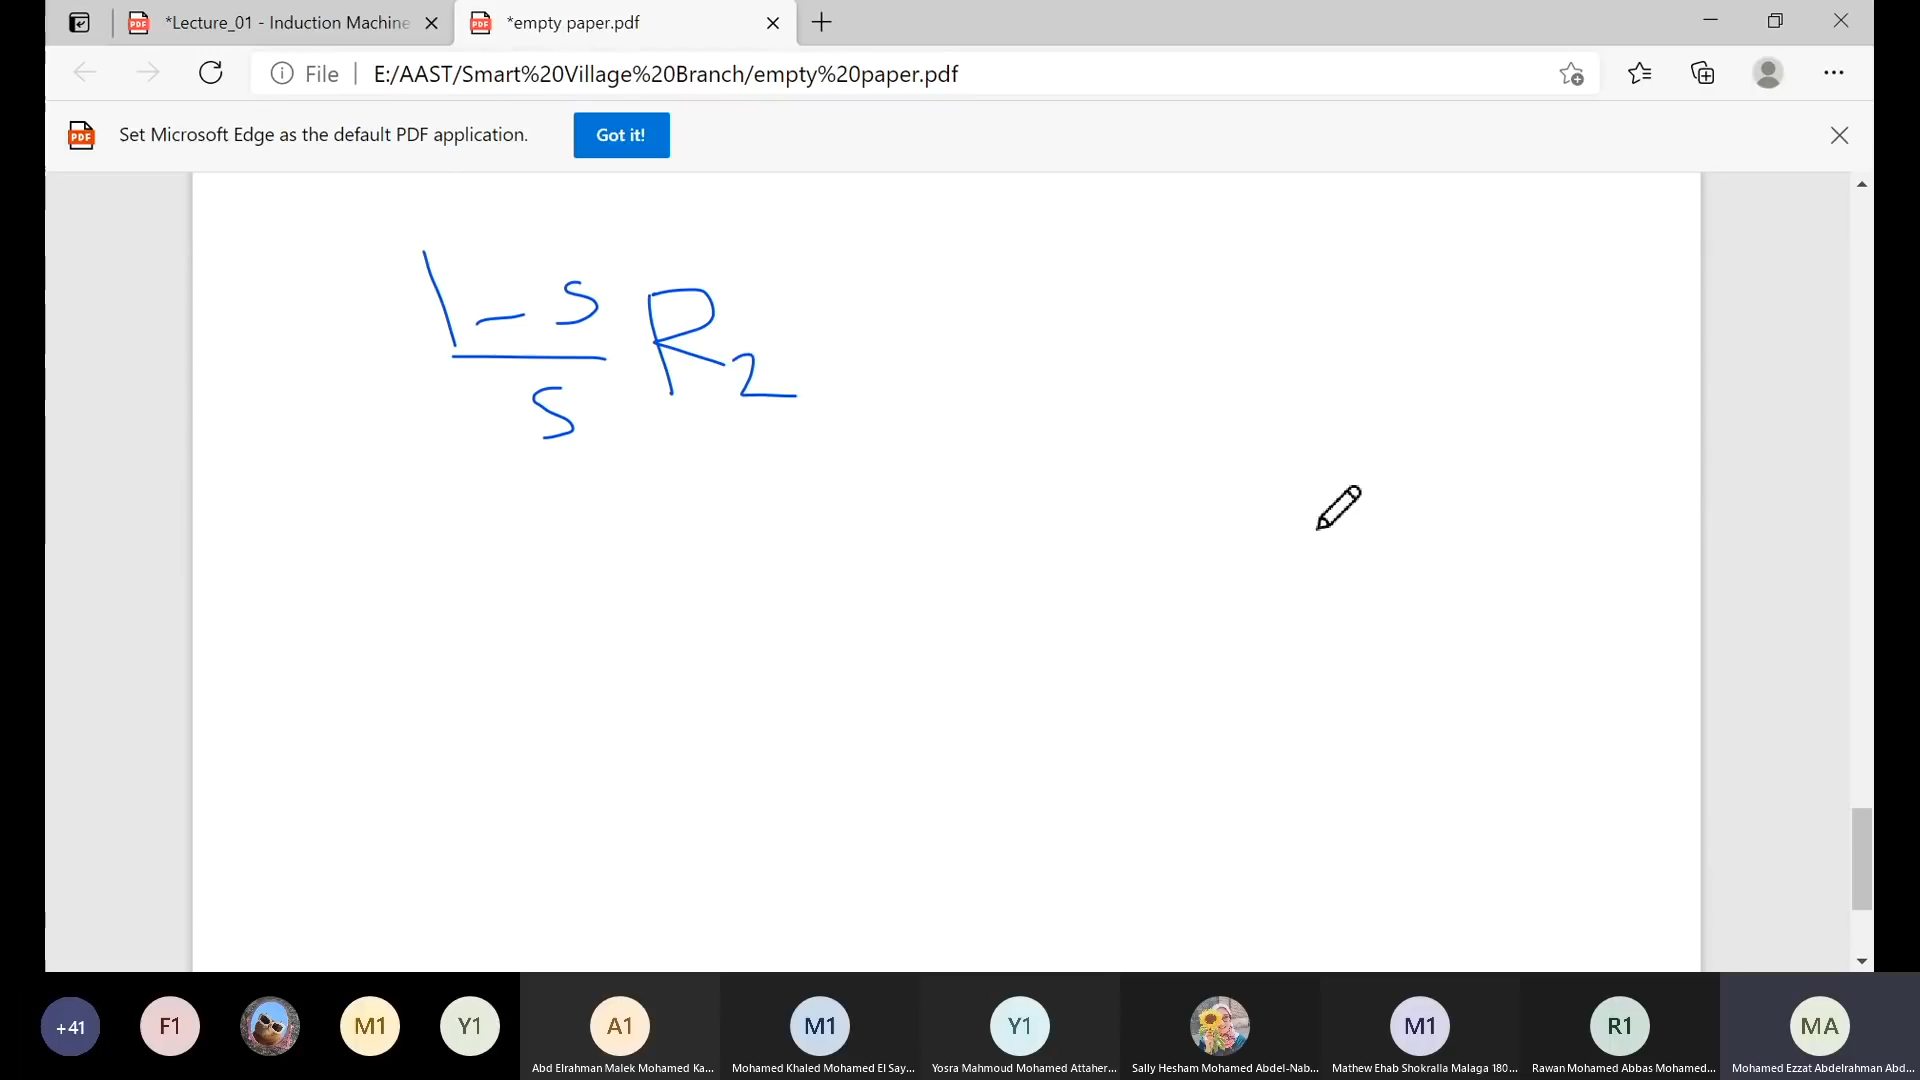 *Lecture_01 - Induction Machine
*empty paper.pdf
File
E:/AAST/Smart%20Village%20Branch/empty%20paper.pdf
PDF
Set Microsoft Edge as the default PDF application.
Got it!
1 - s
R2
s
+41
F1
M1
Y1
A1
M1
Y1
M1
R1
MA
Abd Elrahman Malek Mohamed Ka...
Mohamed Khaled Mohamed El Say...
Yosra Mahmoud Mohamed Attaher...
Sally Hesham Mohamed Abdel-Nab...
Mathew Ehab Shokralla Malaga 180...
Rawan Mohamed Abbas Mohamed...
Mohamed Ezzat Abdelrahman Abd...